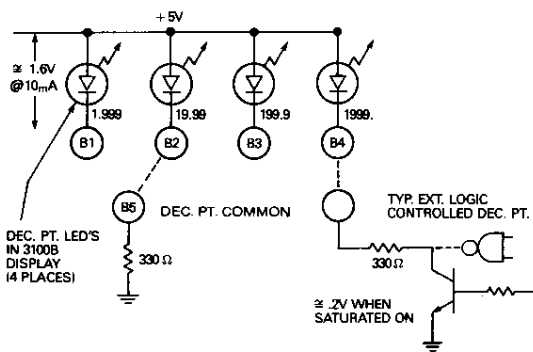 +5V
≅ 1.6V
@10mA
1.999
19.99
199.9
1999.
B1
B2
B3
B4
B5
DEC. PT. COMMON
TYP. EXT. LOGIC
CONTROLLED DEC. PT.
DEC. PT. LED'S
IN 3100B
DISPLAY
(4 PLACES)
330 Ω
330 Ω
≅ .2V WHEN
SATURATED ON